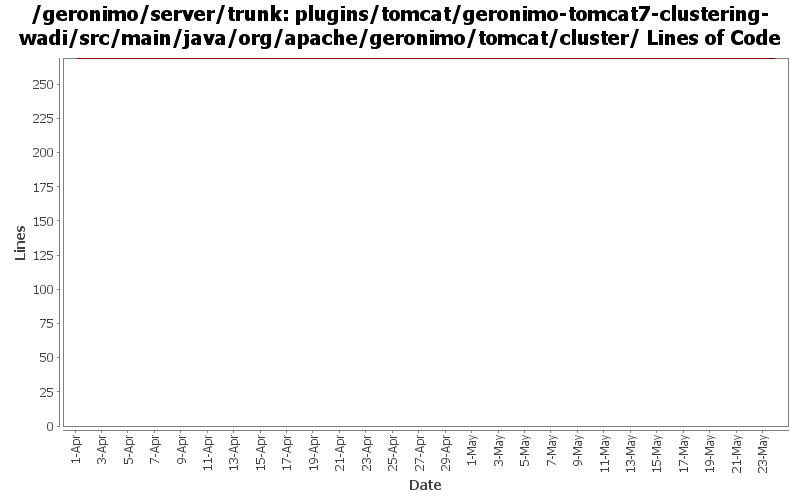 /geronimo/server/trunk: plugins/tomcat/geronimo-tomcat7-clustering-
wadi/src/main/java/org/apache/geronimo/tomcat/cluster/ Lines of Code
250
225
200
175
150
125
100
75
50
25
0
Lines
1-Apr
3-Apr
5-Apr
7-Apr
9-Apr
11-Apr
13-Apr
15-Apr
17-Apr
19-Apr
21-Apr
23-Apr
25-Apr
27-Apr
29-Apr
1-May
3-May
5-May
7-May
9-May
11-May
13-May
15-May
17-May
19-May
21-May
23-May
Date